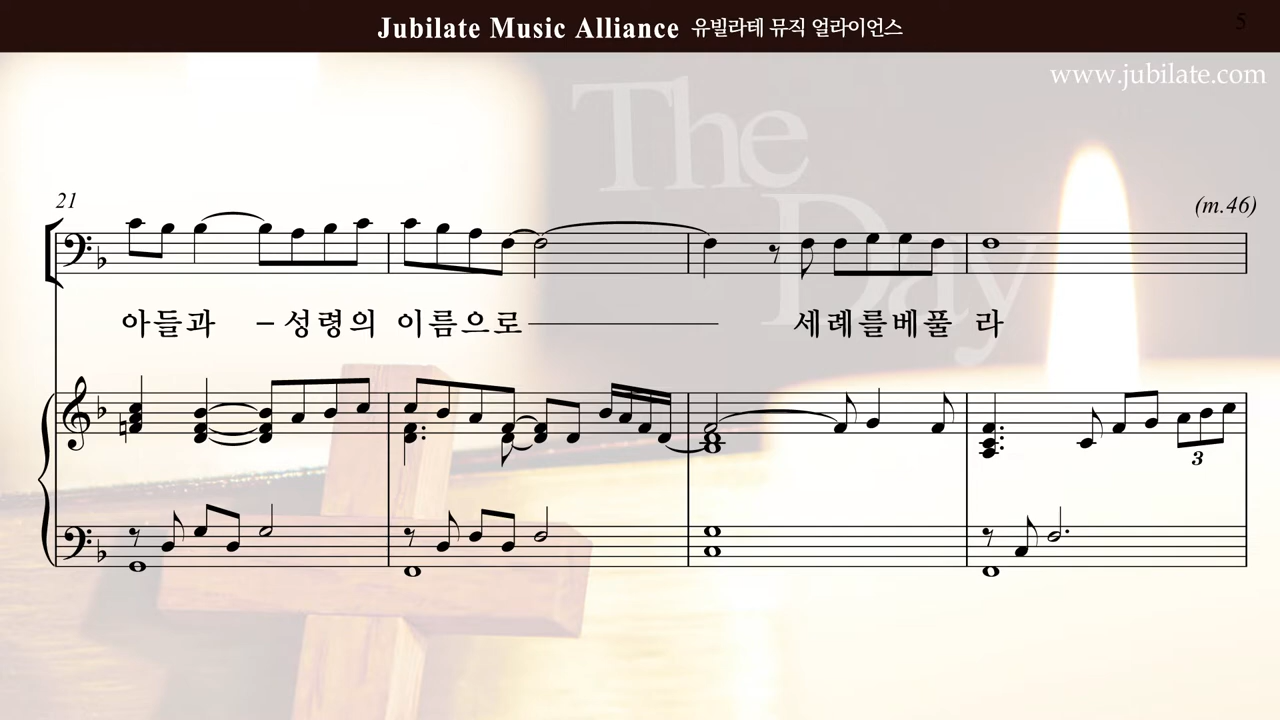 Jubilate Music Alliance 유빌라테 뮤직 얼라이언스
5
www.jubilate.com
The
Day
21
(m.46)
아들과 – 성령의 이름으로 세례를베풀 라
3